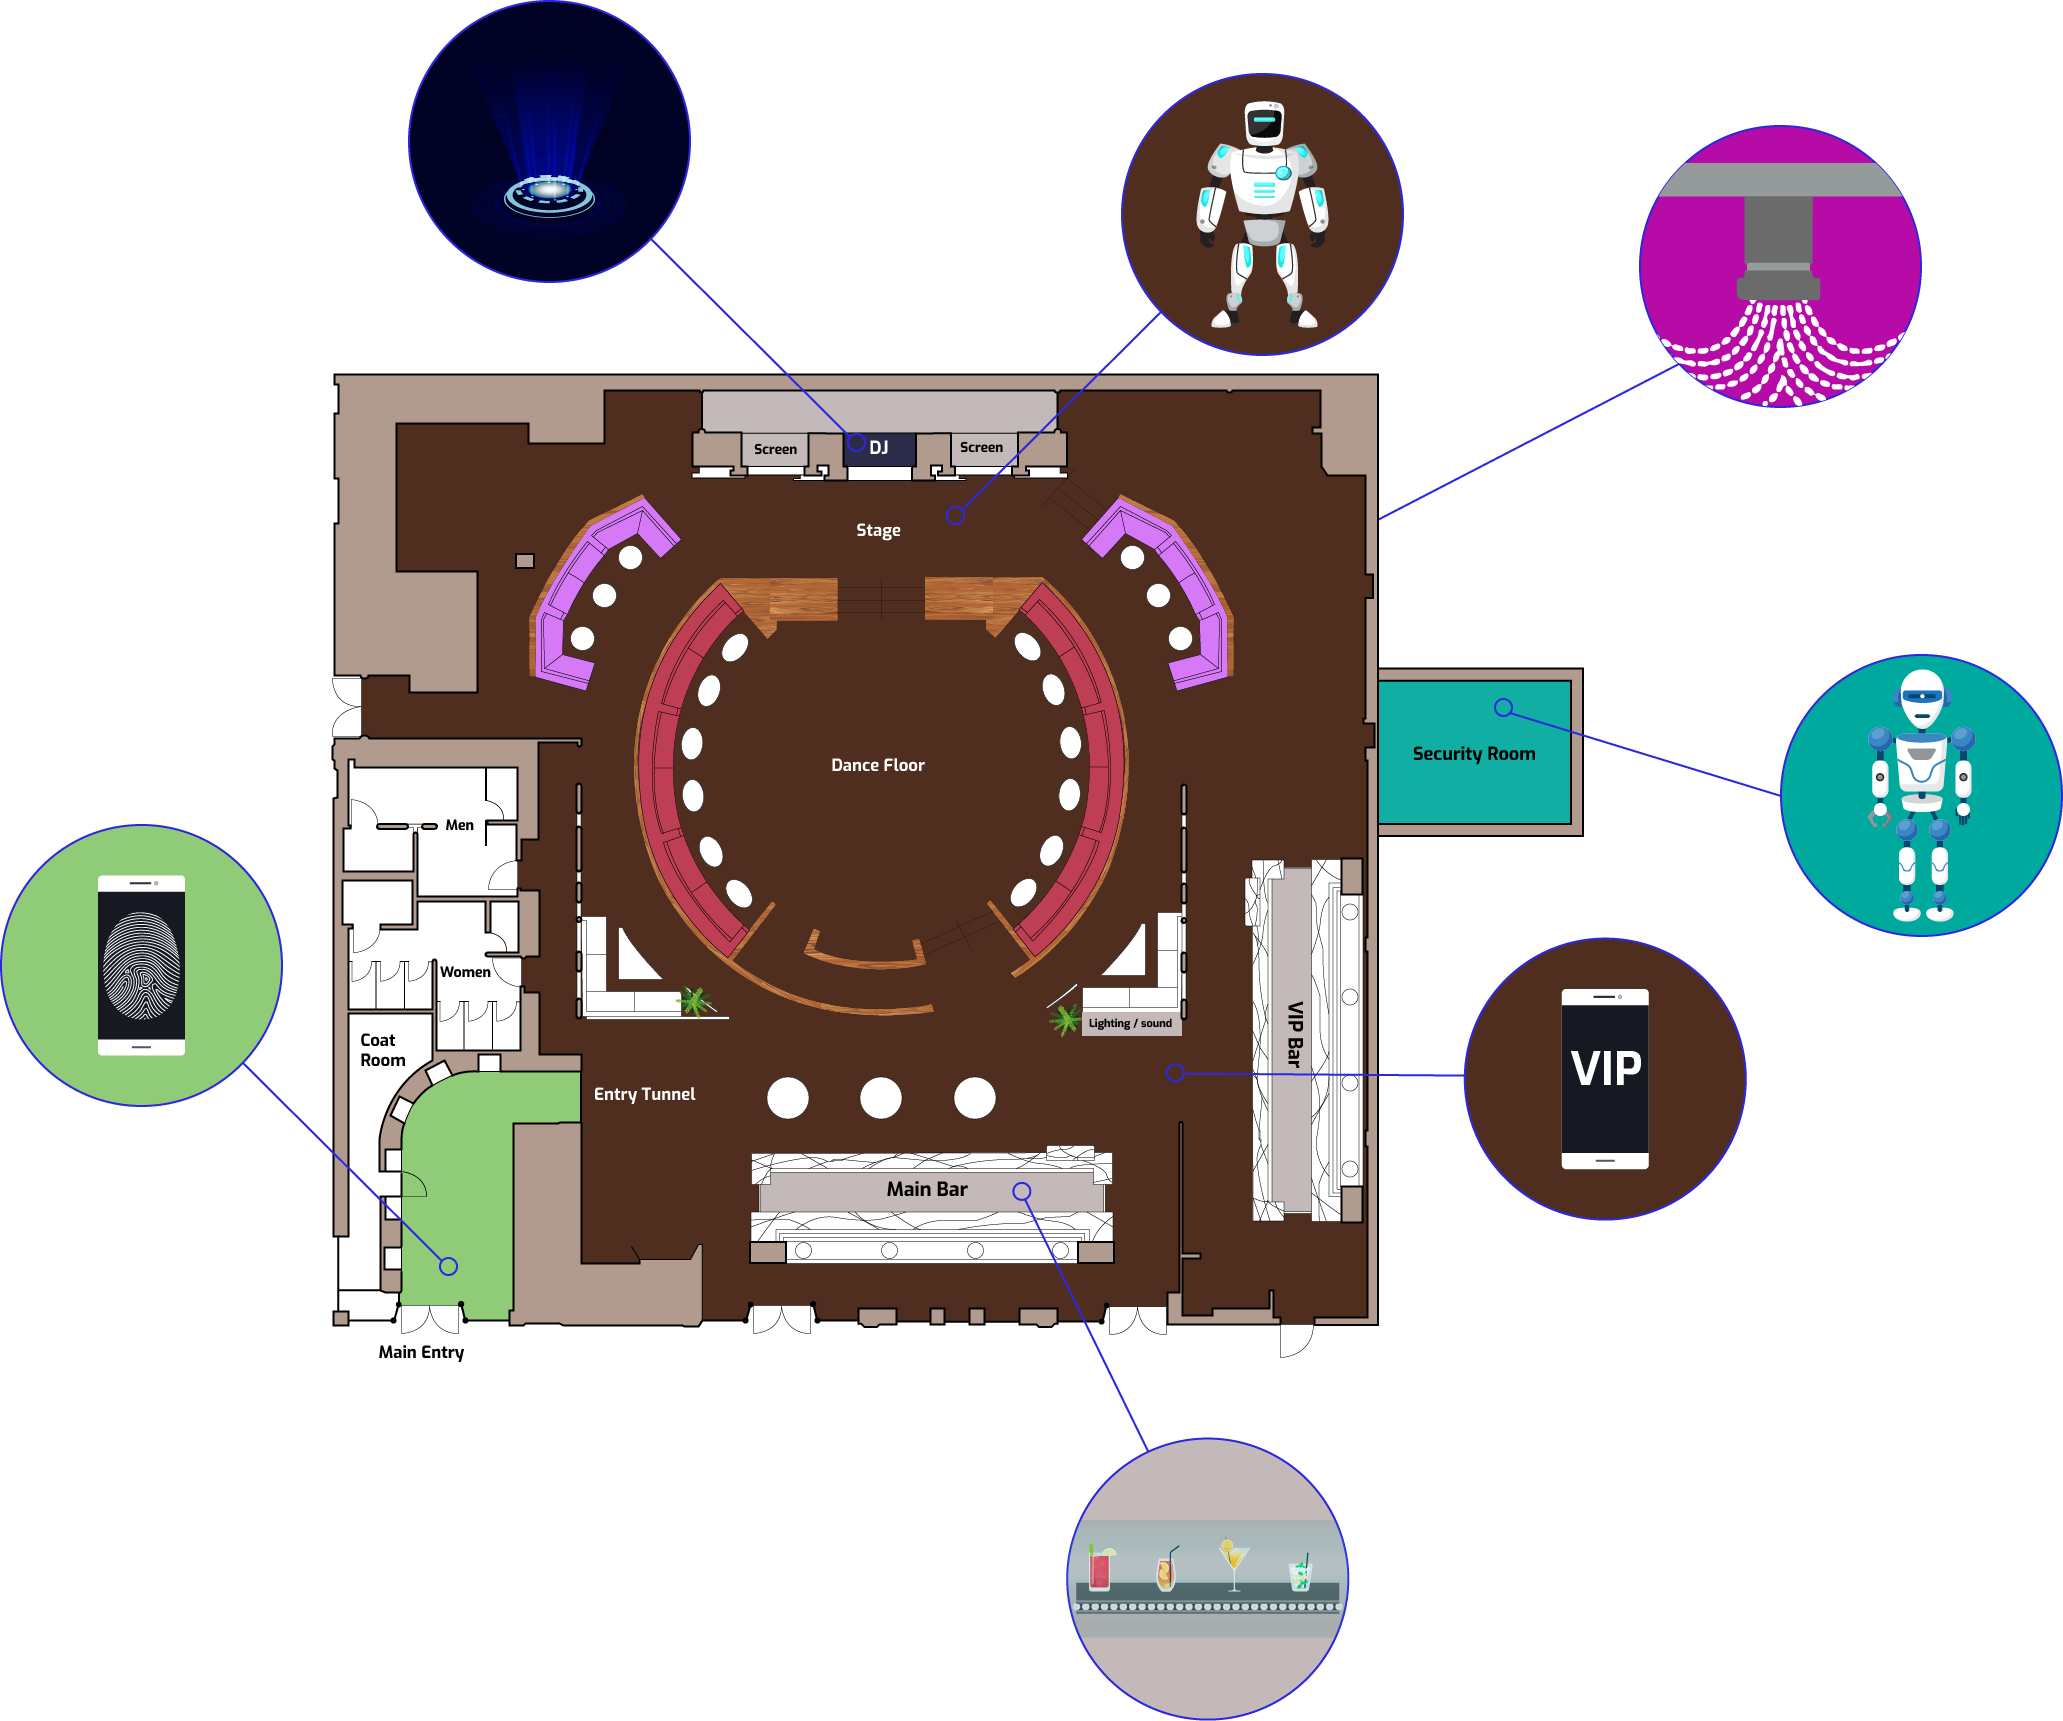 Screen
DJ
Screen
Stage
Dance Floor
Security Room
Men
Women
Coat
Room
Lighting / sound
VIP Bar
VIP
Entry Tunnel
Main Bar
Main Entry